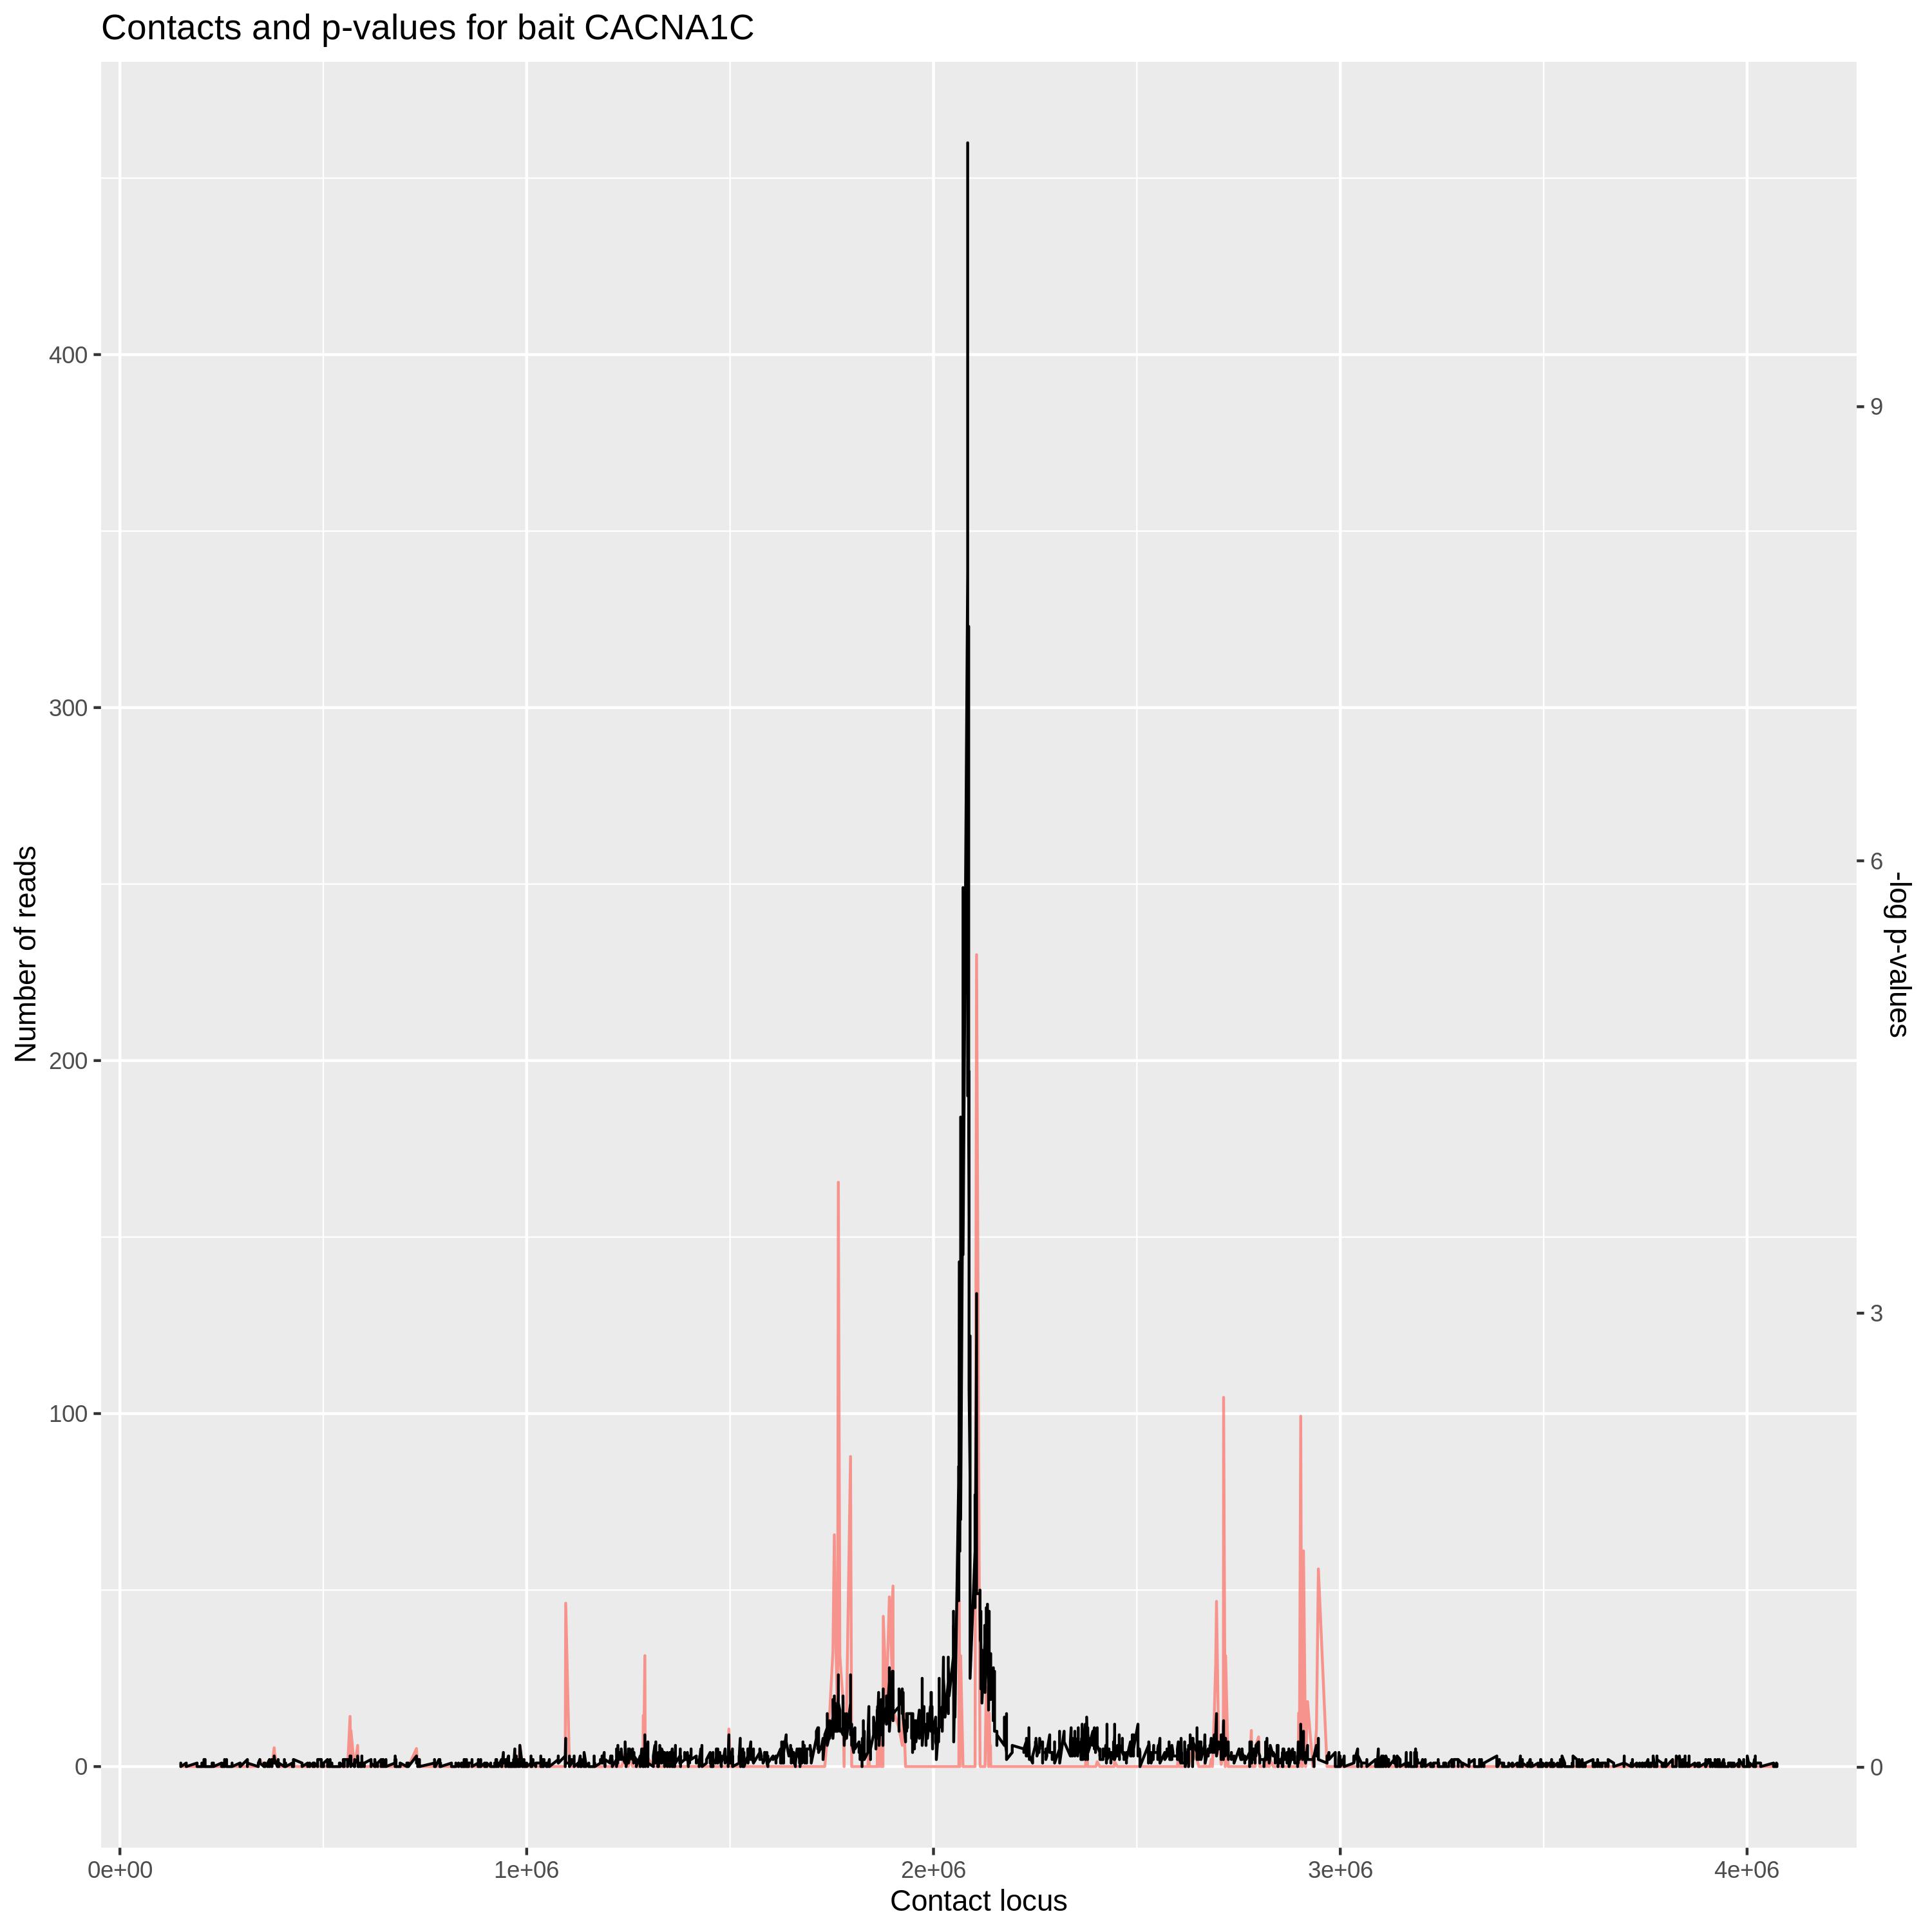 Contacts and p-values for bait CACNA1C
Number of reads
400
300
200
100
0
9
6
3
0
-log p-values
0e+00
1e+06
2e+06
3e+06
4e+06
Contact locus